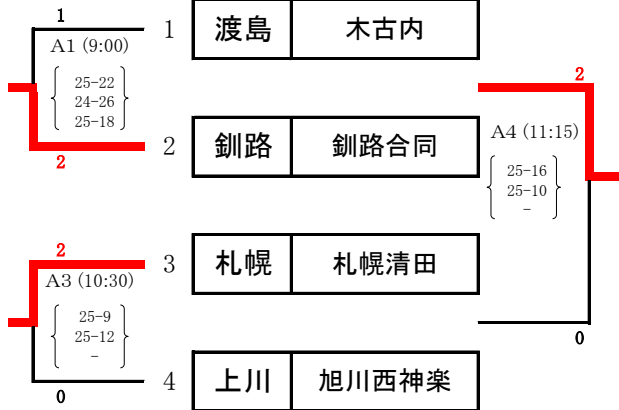 1
A1 (9:00)
25-22
24-26
25-18
2
1 渡島 木古内
2 釧路 釧路合同
2
A4 (11:15)
25-16
25-10
-
0
2
A3 (10:30)
25-9
25-12
-
0
3 札幌 札幌清田
4 上川 旭川西神楽